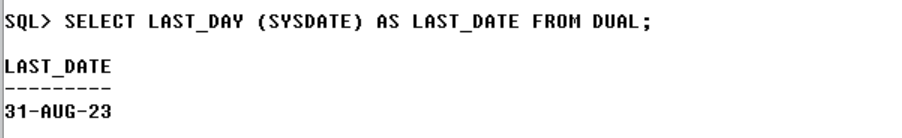 SQL> SELECT LAST_DAY (SYSDATE) AS LAST_DATE FROM DUAL;
LAST_DATE
---------
31-AUG-23